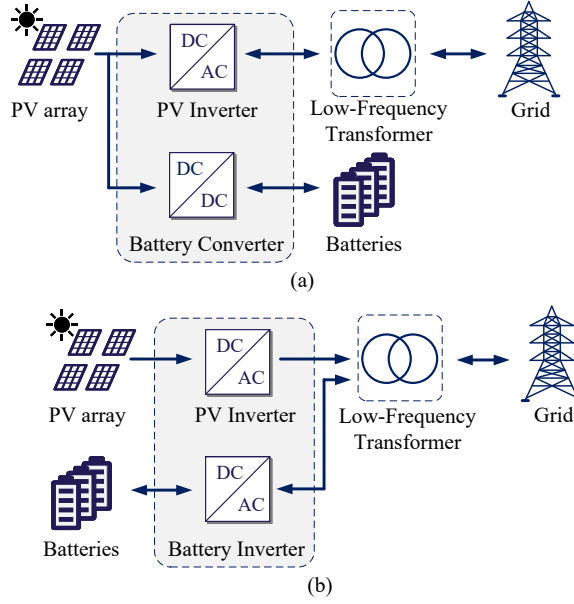 DC
AC
PV array
PV Inverter
Low-Frequency
Transformer
Grid
DC
DC
Battery Converter
Batteries
(a)
DC
AC
PV array
PV Inverter
Low-Frequency
Transformer
Grid
DC
AC
Batteries
Battery Inverter
(b)